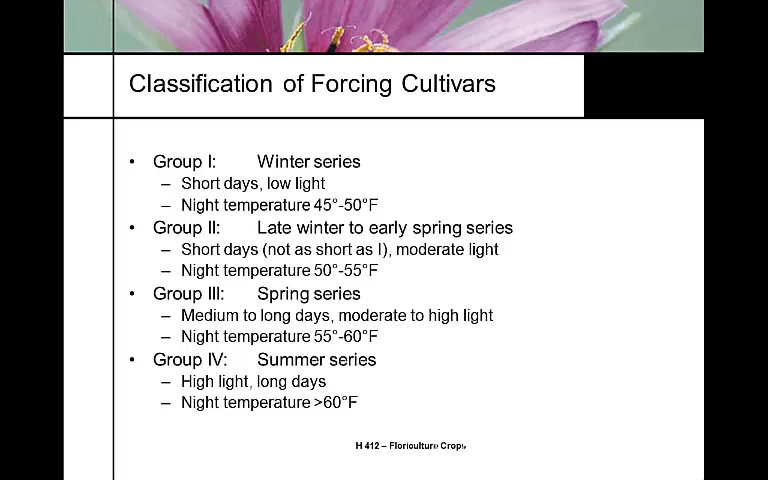 Classification of Forcing Cultivars
• Group I: Winter series
– Short days, low light
– Night temperature 45°-50°F
• Group II: Late winter to early spring series
– Short days (not as short as I), moderate light
– Night temperature 50°-55°F
• Group III: Spring series
– Medium to long days, moderate to high light
– Night temperature 55°-60°F
• Group IV: Summer series
– High light, long days
– Night temperature >60°F
H 412 – Floriculture Crops